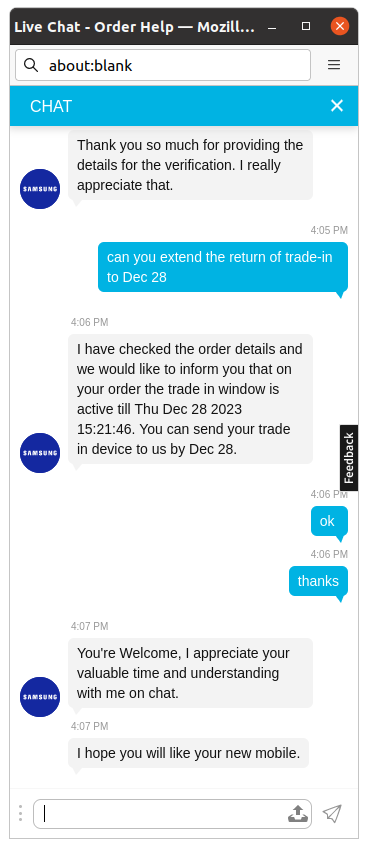 Live Chat - Order Help — Mozill...
about:blank
CHAT
Thank you so much for providing the
details for the verification. I really
appreciate that.
SAMSUNG
4:05 PM
can you extend the return of trade-in
to Dec 28
4:06 PM
I have checked the order details and
we would like to inform you that on
your order the trade in window is
active till Thu Dec 28 2023
15:21:46. You can send your trade
in device to us by Dec 28.
SAMSUNG
Feedback
4:06 PM
ok
4:06 PM
thanks
4:07 PM
You're Welcome, I appreciate your
valuable time and understanding
with me on chat.
SAMSUNG
4:07 PM
I hope you will like your new mobile.